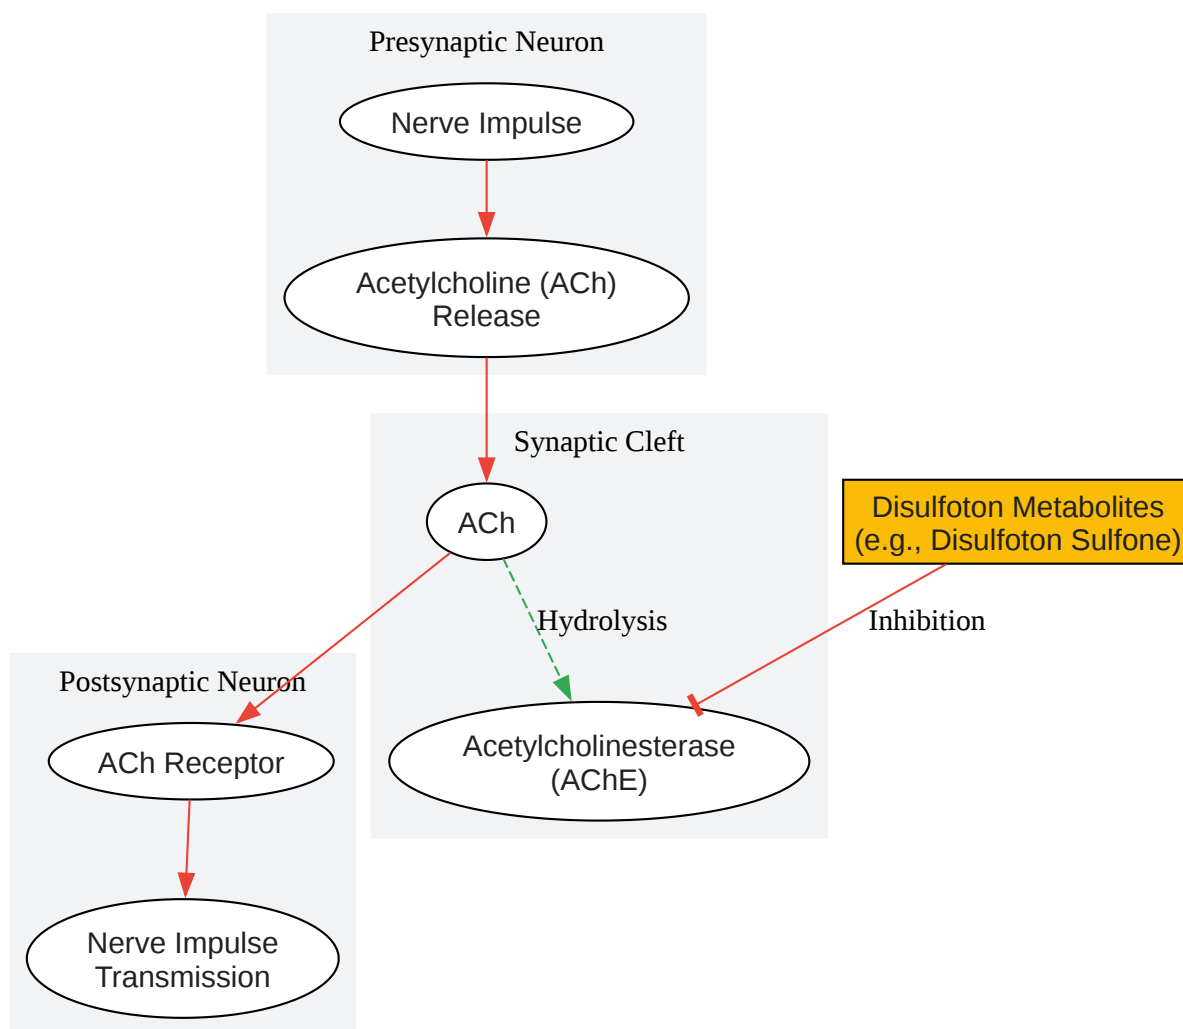 Presynaptic Neuron
Nerve Impulse
Acetylcholine (ACh)
Release
Synaptic Cleft
ACh
Disulfoton Metabolites
(e.g., Disulfoton Sulfone)
Hydrolysis
Inhibition
Postsynaptic Neuron
ACh Receptor
Acetylcholinesterase
(AChE)
Nerve Impulse
Transmission